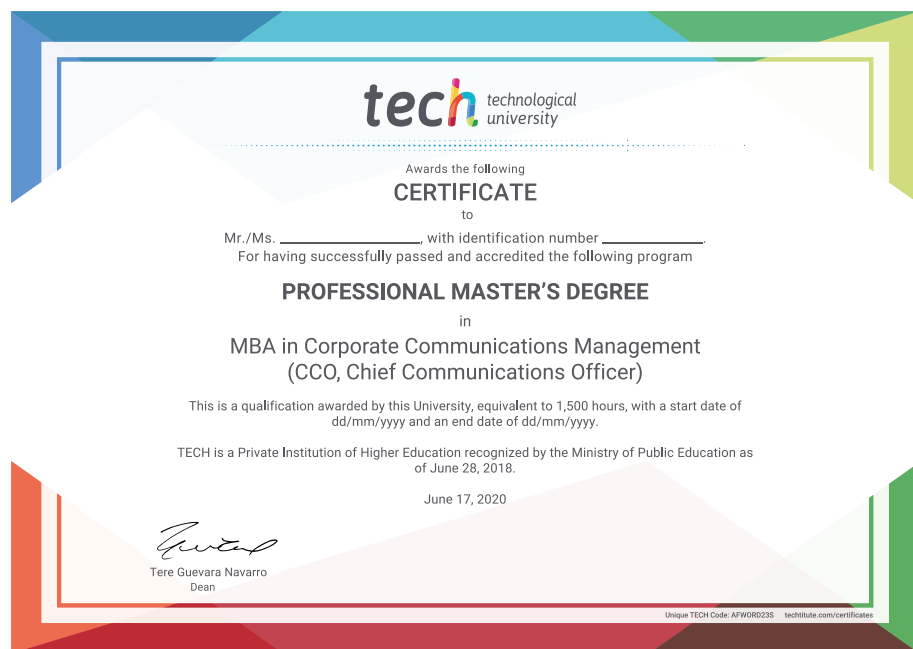 tech technological
university
Awards the following
CERTIFICATE
to
Mr./Ms. ____________________, with identification number ______________.
For having successfully passed and accredited the following program
PROFESSIONAL MASTER'S DEGREE
in
MBA in Corporate Communications Management
(CCO, Chief Communications Officer)
This is a qualification awarded by this University, equivalent to 1,500 hours, with a start date of
dd/mm/yyyy and an end date of dd/mm/yyyy.
TECH is a Private Institution of Higher Education recognized by the Ministry of Public Education as
of June 28, 2018.
June 17, 2020
Tere Guevara Navarro
Dean
Unique TECH Code: AFWORD23S techtitute.com/certificates